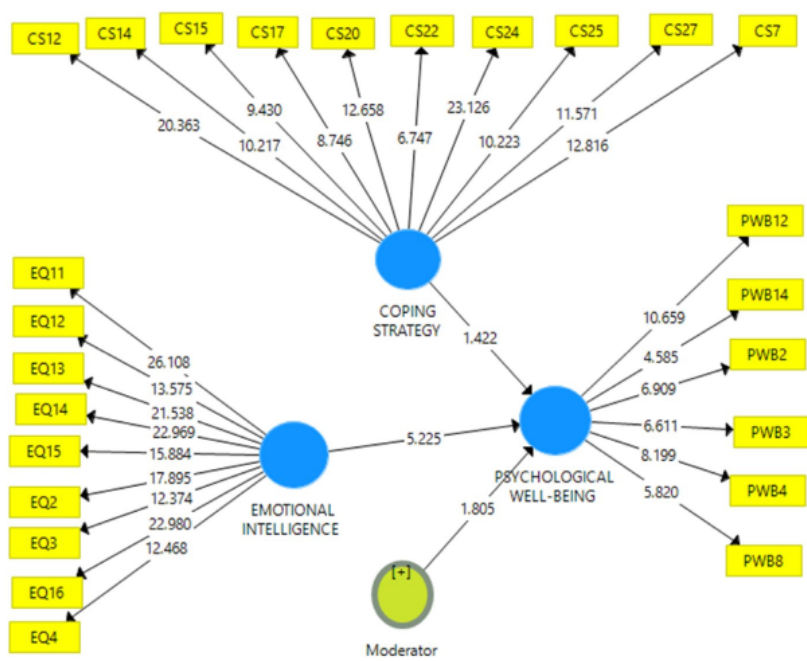 CS12
CS14
CS15
CS17
CS20
CS22
CS24
CS25
CS27
CS7
20.363
10.217
9.430
8.746
12.658
6.747
23.126
10.223
11.571
12.816
COPING
STRATEGY
1.422
EQ11
EQ12
EQ13
EQ14
EQ15
EQ2
EQ3
EQ16
EQ4
26.108
13.575
21.538
22.969
15.884
17.895
12.374
22.980
12.468
EMOTIONAL
INTELLIGENCE
5.225
PSYCHOLOGICAL
WELL-BEING
1.805
[+]
Moderator
10.659
4.585
6.909
6.611
8.199
5.820
PWB12
PWB14
PWB2
PWB3
PWB4
PWB8